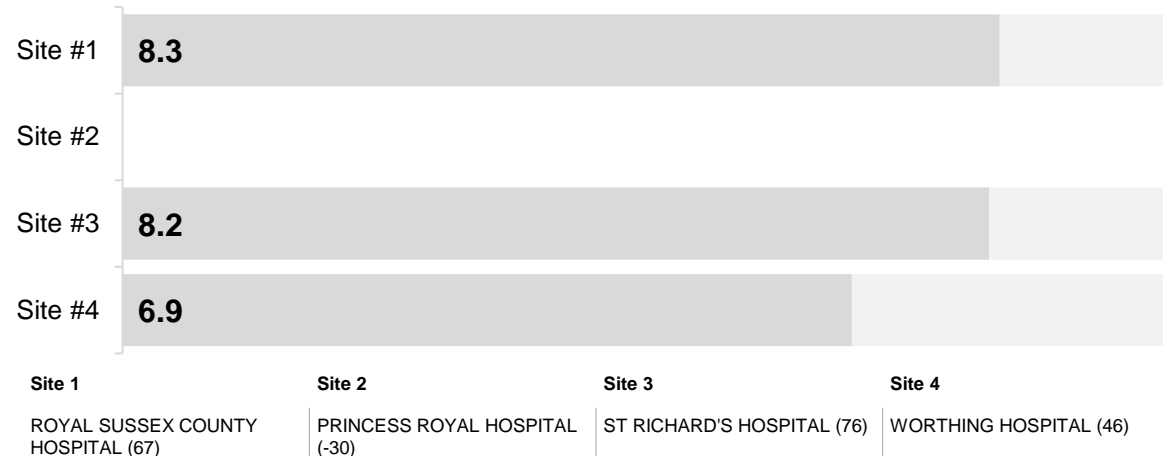 Site #1
8.3
Site #2
Site #3
8.2
Site #4
6.9
Site 1
Site 2
Site 3
Site 4
ROYAL SUSSEX COUNTY
HOSPITAL (67)
PRINCESS ROYAL HOSPITAL
(-30)
ST RICHARD'S HOSPITAL (76)
WORTHING HOSPITAL (46)